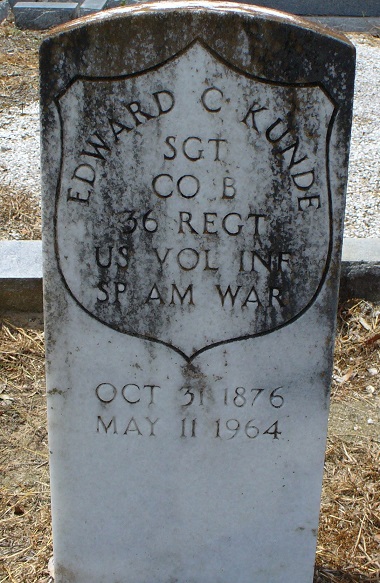 EDWARD C KUNDE
SGT
CO B
36 REGT
US VOL INF
SP AM WAR
OCT 31 1876
MAY 11 1964